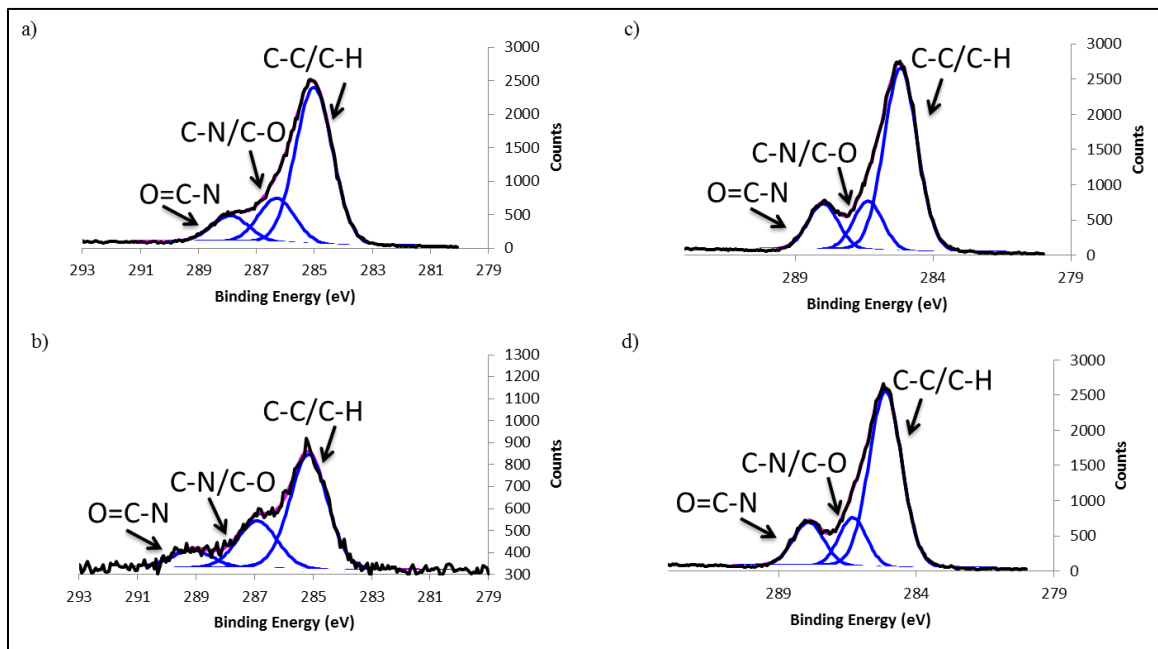 a)
C-C/C-H
C-N/C-O
O=C-N
3000
2500
2000
1500
1000
500
0
Counts
293 291 289 287 285 283 281 279
Binding Energy (eV)
b)
C-C/C-H
C-N/C-O
O=C-N
1300
1200
1100
1000
900
800
700
600
500
400
300
Counts
293 291 289 287 285 283 281 279
Binding Energy (eV)
c)
C-C/C-H
C-N/C-O
O=C-N
3000
2500
2000
1500
1000
500
0
Counts
289 284 279
Binding Energy (eV)
d)
C-C/C-H
C-N/C-O
O=C-N
3000
2500
2000
1500
1000
500
0
Counts
289 284 279
Binding Energy (eV)